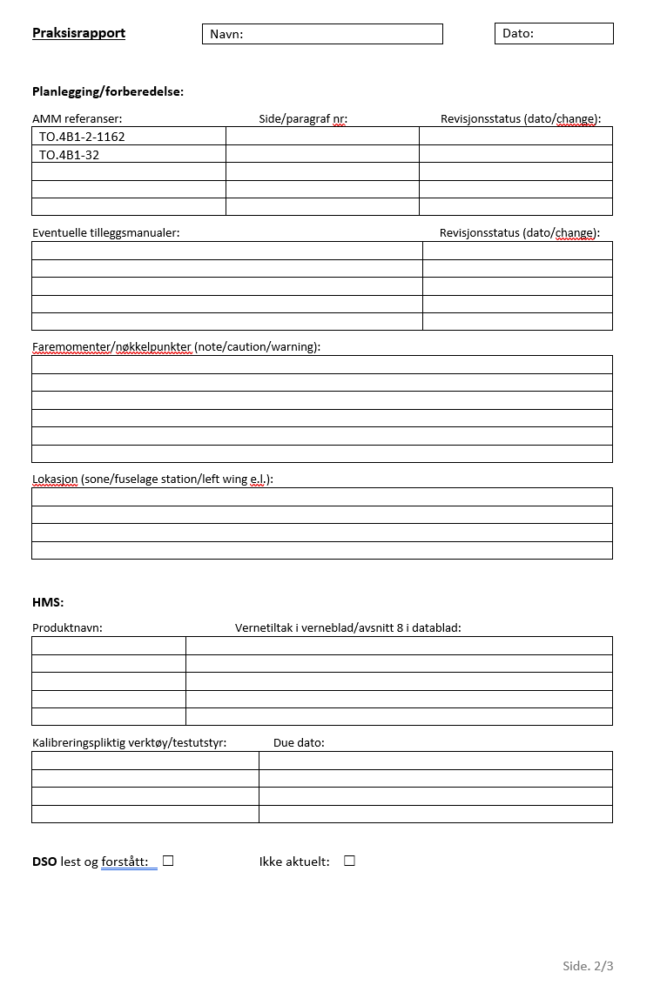 Praksisrapport Navn: Dato:
Planlegging/forberedelse:
AMM referanser: Side/paragraf nr: Revisjonsstatus (dato/change):
TO.4B1-2-1162
TO.4B1-32
Eventuelle tilleggsmanualer: Revisjonsstatus (dato/change):
Faremomenter/nøkkelpunkter (note/caution/warning):
Lokasjon (sone/fuselage station/left wing e.l.):
HMS:
Produktnavn: Vernetiltak i verneblad/avsnitt 8 i datablad:
Kalibreringspliktig verktøy/testutstyr: Due dato:
DSO lest og forstått: ☐ Ikke aktuelt: ☐
Side. 2/3